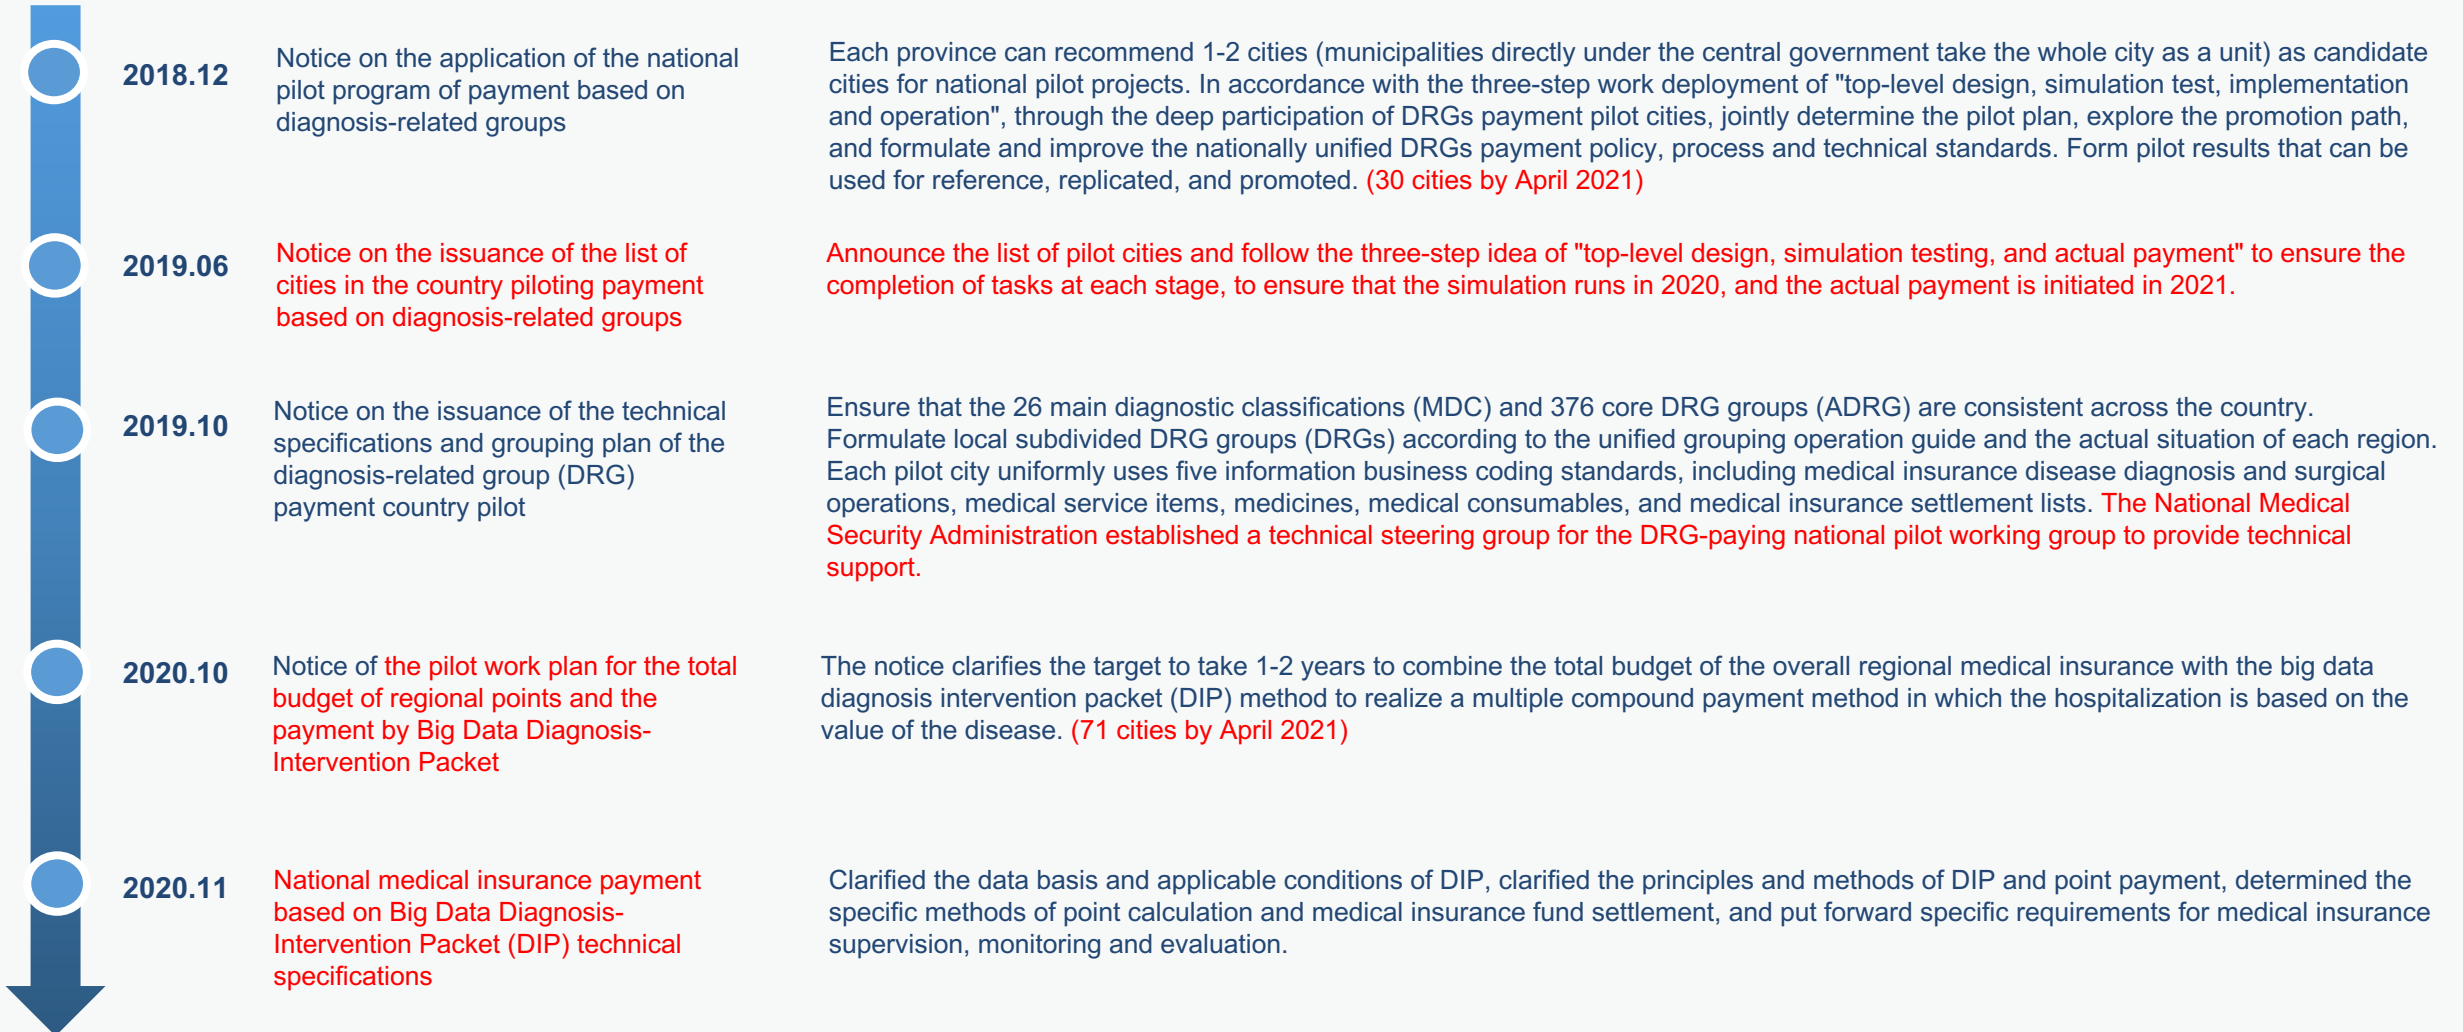 2018.12
Notice on the application of the national
pilot program of payment based on
diagnosis-related groups
Each province can recommend 1-2 cities (municipalities directly under the central government take the whole city as a unit) as candidate
cities for national pilot projects. In accordance with the three-step work deployment of "top-level design, simulation test, implementation
and operation", through the deep participation of DRGs payment pilot cities, jointly determine the pilot plan, explore the promotion path,
and formulate and improve the nationally unified DRGs payment policy, process and technical standards. Form pilot results that can be
used for reference, replicated, and promoted. (30 cities by April 2021)
2019.06
Notice on the issuance of the list of
cities in the country piloting payment
based on diagnosis-related groups
Announce the list of pilot cities and follow the three-step idea of "top-level design, simulation testing, and actual payment" to ensure the
completion of tasks at each stage, to ensure that the simulation runs in 2020, and the actual payment is initiated in 2021.
2019.10
Notice on the issuance of the technical
specifications and grouping plan of the
diagnosis-related group (DRG)
payment country pilot
Ensure that the 26 main diagnostic classifications (MDC) and 376 core DRG groups (ADRG) are consistent across the country.
Formulate local subdivided DRG groups (DRGs) according to the unified grouping operation guide and the actual situation of each region.
Each pilot city uniformly uses five information business coding standards, including medical insurance disease diagnosis and surgical
operations, medical service items, medicines, medical consumables, and medical insurance settlement lists. The National Medical
Security Administration established a technical steering group for the DRG-paying national pilot working group to provide technical
support.
2020.10
Notice of the pilot work plan for the total
budget of regional points and the
payment by Big Data Diagnosis-
Intervention Packet
The notice clarifies the target to take 1-2 years to combine the total budget of the overall regional medical insurance with the big data
diagnosis intervention packet (DIP) method to realize a multiple compound payment method in which the hospitalization is based on the
value of the disease. (71 cities by April 2021)
2020.11
National medical insurance payment
based on Big Data Diagnosis-
Intervention Packet (DIP) technical
specifications
Clarified the data basis and applicable conditions of DIP, clarified the principles and methods of DIP and point payment, determined the
specific methods of point calculation and medical insurance fund settlement, and put forward specific requirements for medical insurance
supervision, monitoring and evaluation.